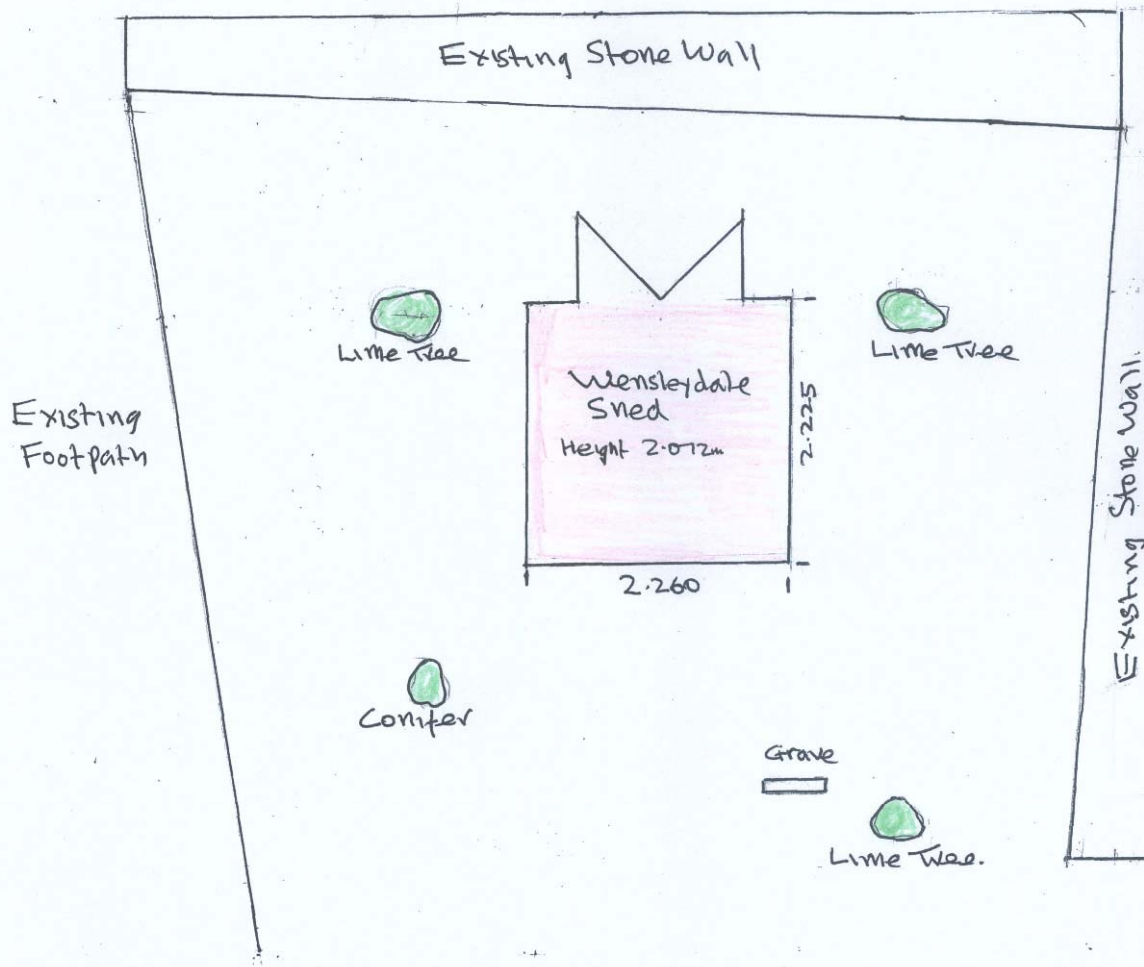 Existing Stone Wall
Lime Tree
Lime Tree
Wensleydale
Shed
Height 2.072m
2.225
Existing
Footpath
Existing Stone Wall.
2.260
Conifer
Grave
Lime Tree.